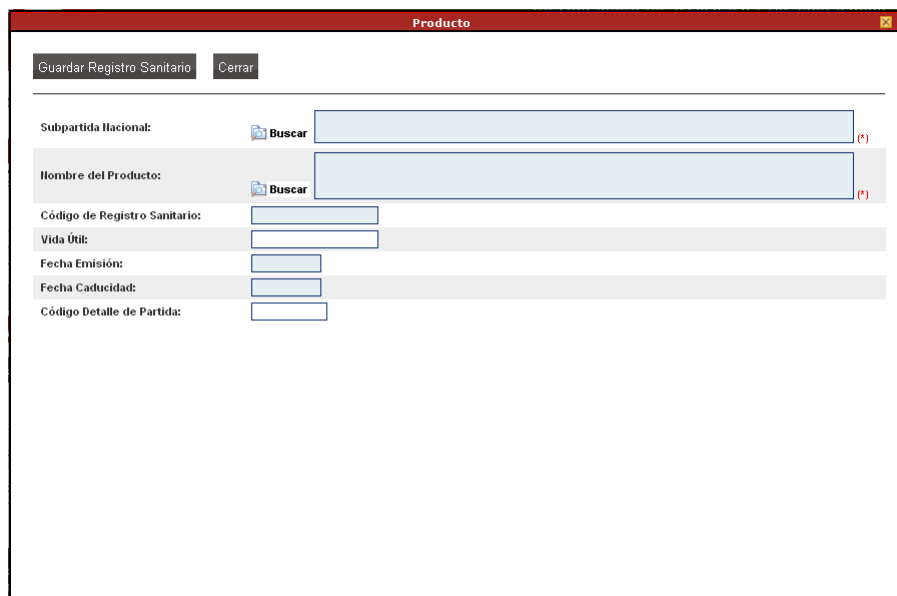 Producto
Guardar Registro Sanitario Cerrar
Subpartida Nacional: Buscar (*)
Nombre del Producto: Buscar (*)
Código de Registro Sanitario:
Vida Útil:
Fecha Emisión:
Fecha Caducidad:
Código Detalle de Partida: